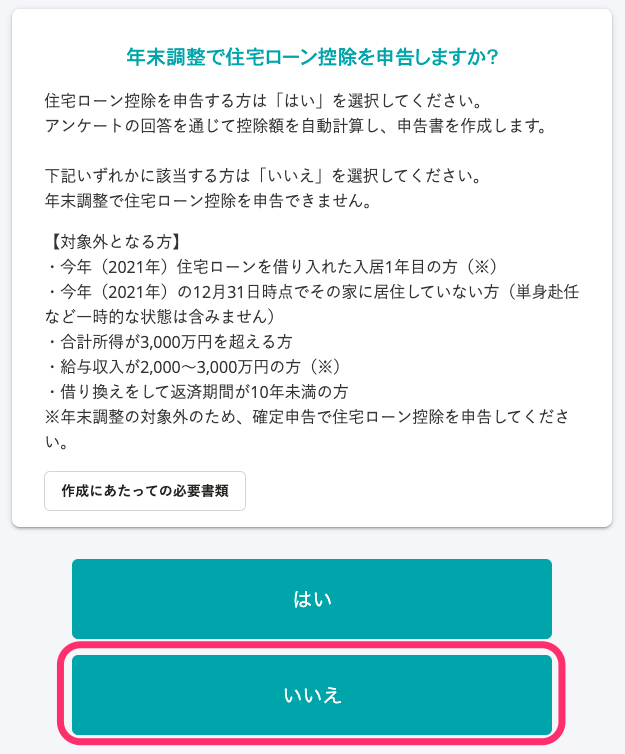 年末調整で住宅ローン控除を申告しますか?
住宅ローン控除を申告する方は「はい」を選択してください。
アンケートの回答を通じて控除額を自動計算し、申告書を作成します。
下記いずれかに該当する方は「いいえ」を選択してください。
年末調整で住宅ローン控除を申告できません。
【対象外となる方】
・今年（2021年）住宅ローンを借り入れた入居1年目の方（※）
・今年（2021年）の12月31日時点でその家に居住していない方（単身赴任
など一時的な状態は含みません）
・合計所得が3,000万円を超える方
・給与収入が2,000〜3,000万円の方（※）
・借り換えをして返済期間が10年未満の方
※年末調整の対象外のため、確定申告で住宅ローン控除を申告してくださ
い。
作成にあたっての必要書類
はい
いいえ